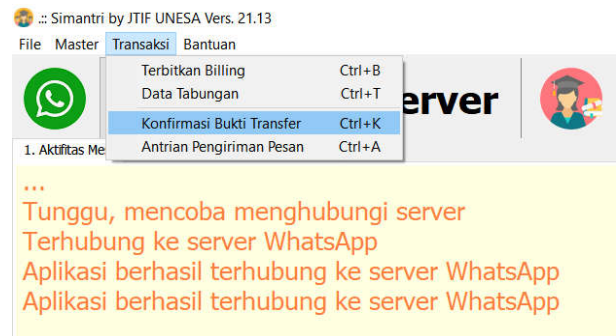 .:: Simantri by JTIF UNESA Vers. 21.13
File Master Transaksi Bantuan
Terbitkan Billing Ctrl+B
Data Tabungan Ctrl+T
erver
Konfirmasi Bukti Transfer Ctrl+K
Antrian Pengiriman Pesan Ctrl+A
1. Aktifitas Me
...
Tunggu, mencoba menghubungi server
Terhubung ke server WhatsApp
Aplikasi berhasil terhubung ke server WhatsApp
Aplikasi berhasil terhubung ke server WhatsApp